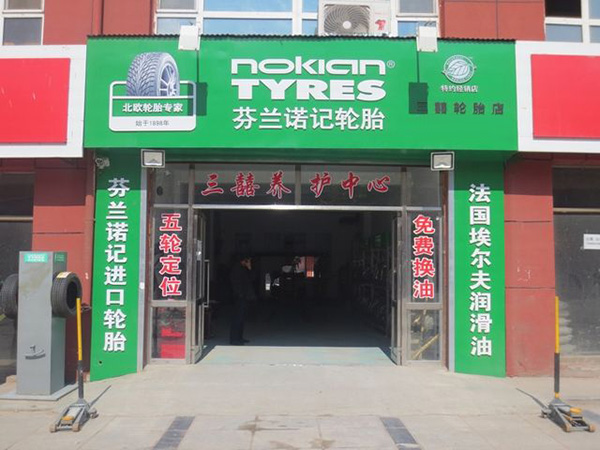 nokian®
TYRES
芬兰诺记轮胎
北欧轮胎专家
始于1898年
特约经销店
三囍轮胎店
三囍养护中心
芬兰诺记进口轮胎
五轮定位
免费换油
法国埃尔夫润滑油